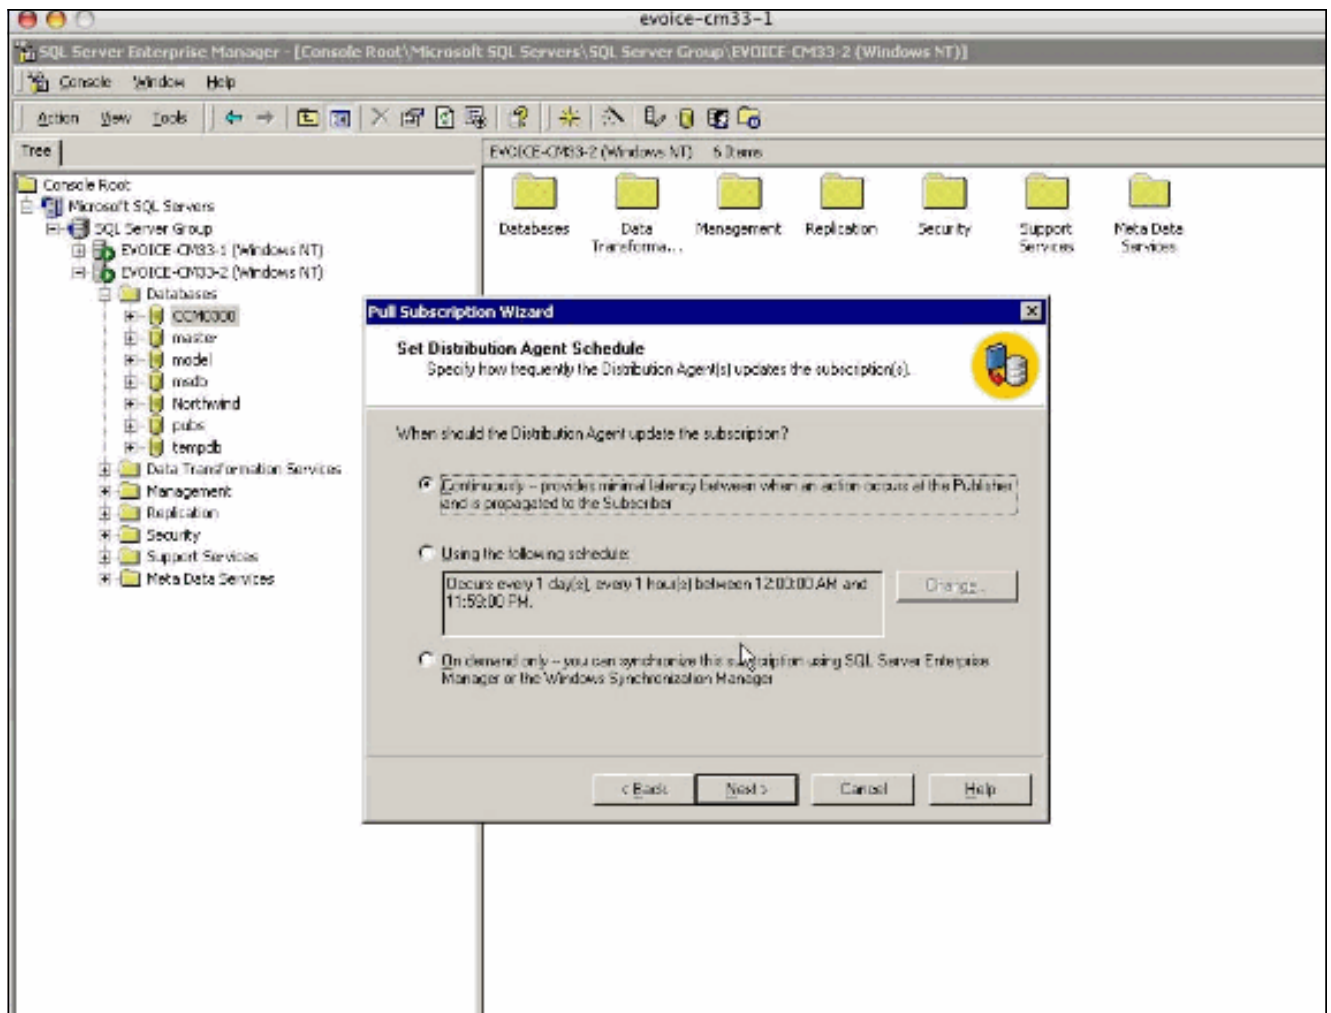 evoice-cm33-1
SQL Server Enterprise Manager - [Console Root\Microsoft SQL Servers\SQL Server Group\EVOICE-CM33-2 (Windows NT)]
Console Window Help
Action View Tools
Tree
EVOICE-CM33-2 (Windows NT) 6 Items
Console Root
Microsoft SQL Servers
SQL Server Group
EVOICE-CM33-1 (Windows NT)
EVOICE-CM33-2 (Windows NT)
Databases
CCM0300
master
model
msdb
Northwind
pubs
tempdb
Data Transformation Services
Management
Replication
Security
Support Services
Meta Data Services
Databases
Data Transforma...
Management
Replication
Security
Support Services
Meta Data Services
Pull Subscription Wizard
Set Distribution Agent Schedule
Specify how frequently the Distribution Agent(s) updates the subscription(s).
When should the Distribution Agent update the subscription?
Continuously -- provides minimal latency between when an action occurs at the Publisher
and is propagated to the Subscriber
Using the following schedule:
Occurs every 1 day(s), every 1 hour(s) between 12:00:00 AM and
11:59:00 PM.
Change...
On demand only -- you can synchronize this subscription using SQL Server Enterprise
Manager or the Windows Synchronization Manager
< Back
Next >
Cancel
Help